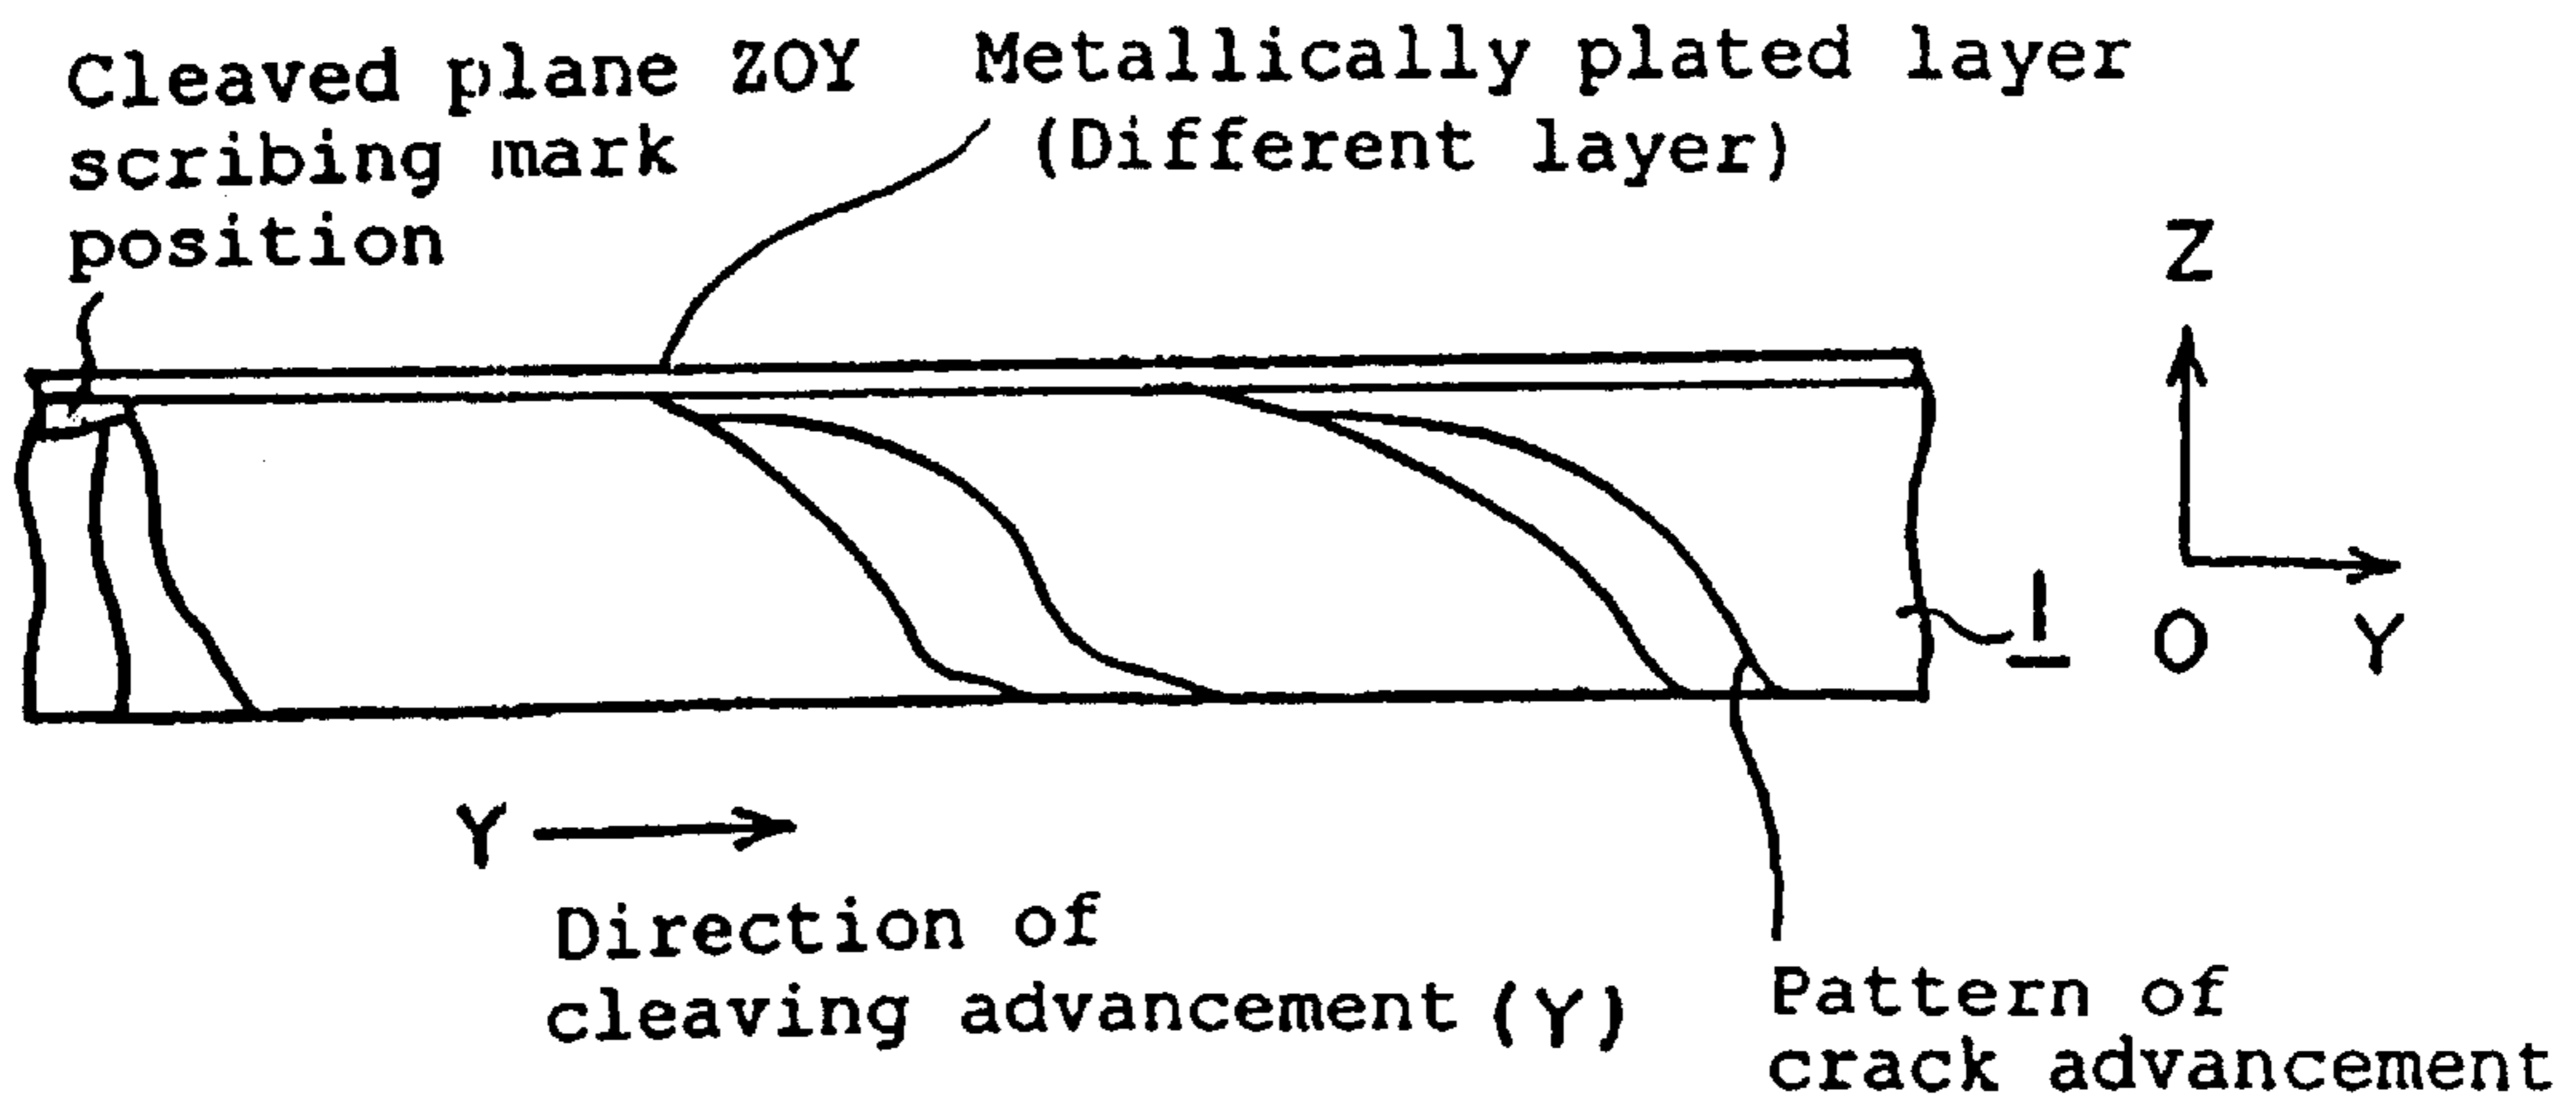 Cleaved plane ZOY
scribing mark
position
Metallically plated layer
(Different layer)
Z
1
O
Y
Y
Direction of
cleaving advancement (Y)
Pattern of
crack advancement